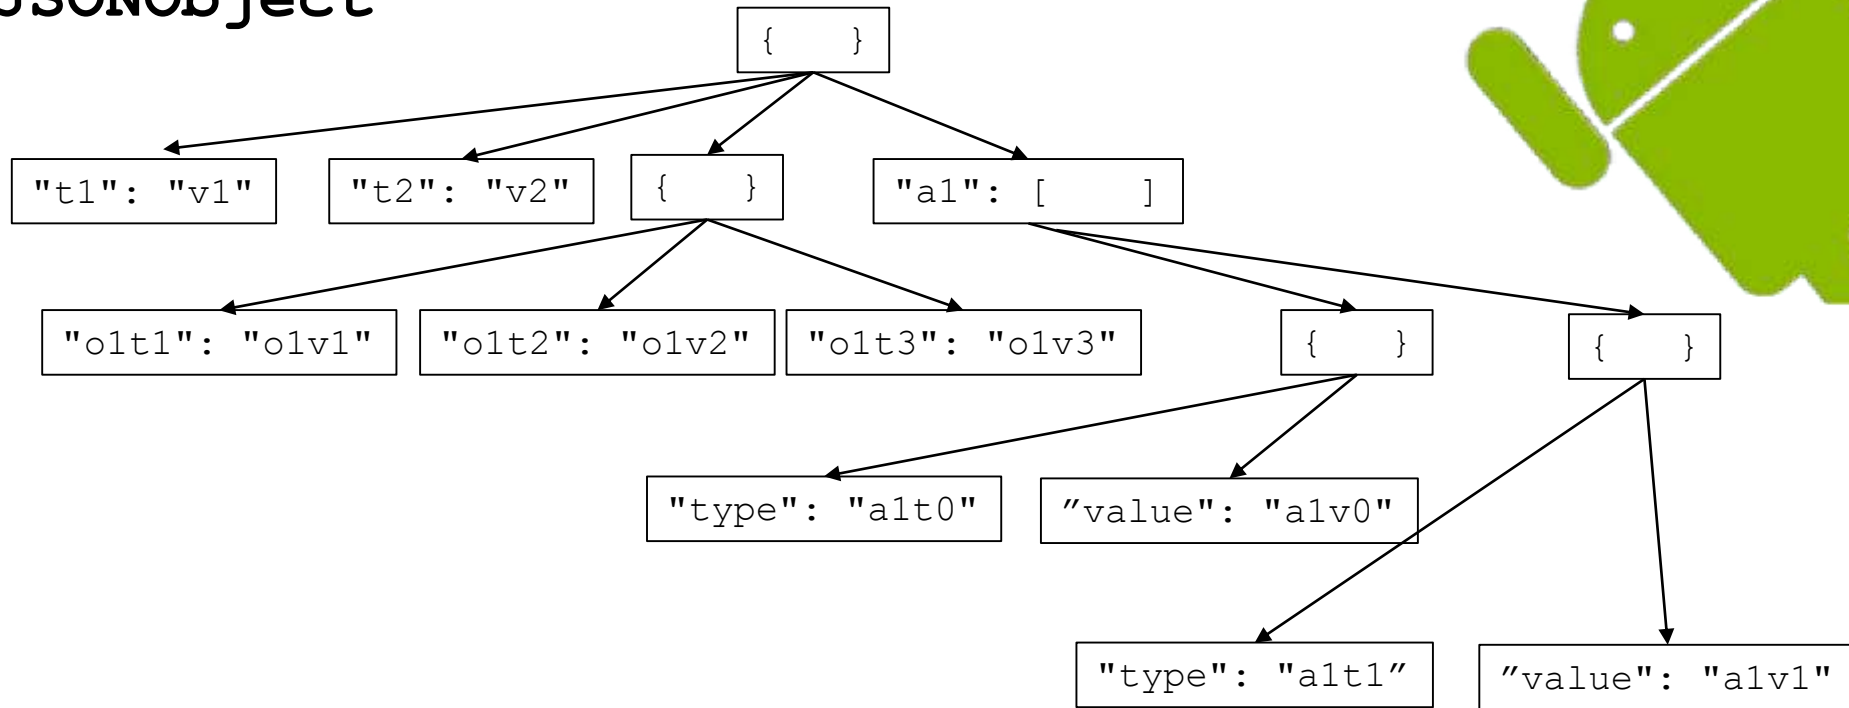 JSONObject
{ }
"t1": "v1"
"t2": "v2"
{ }
"a1": [ ]
"o1t1": "o1v1"
"o1t2": "o1v2"
"o1t3": "o1v3"
{ }
{ }
"type": "a1t0"
”value": "a1v0"
"type": "a1t1”
”value": "a1v1"